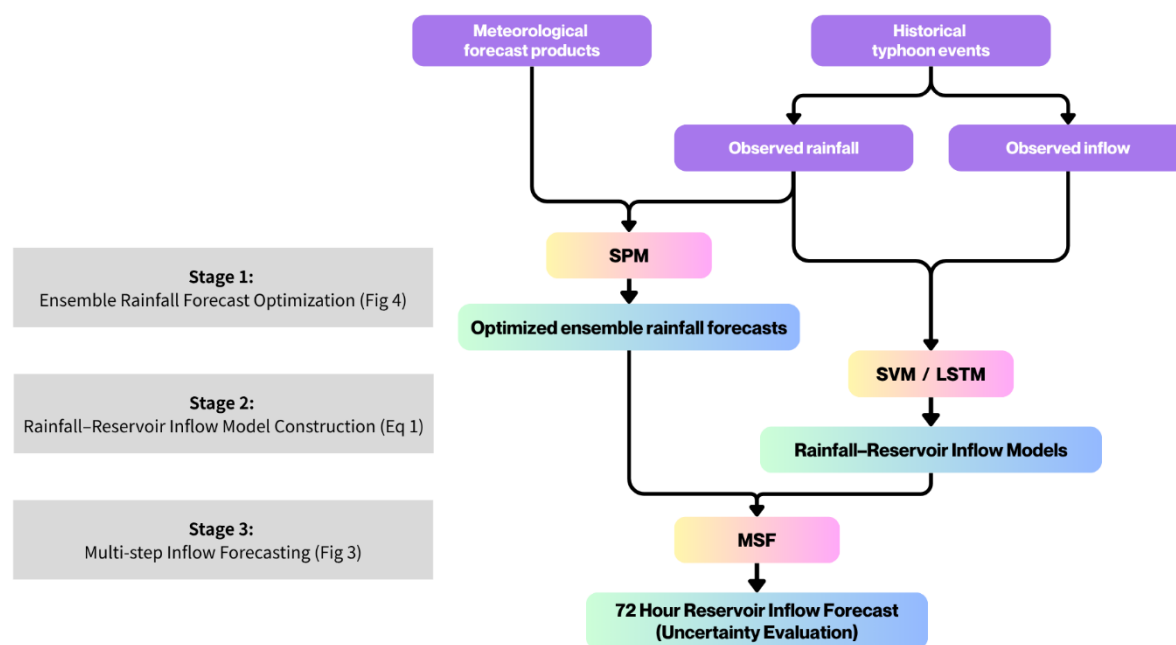 Meteorological
forecast products
Historical
typhoon events
Observed rainfall
Observed inflow
SPM
Stage 1:
Ensemble Rainfall Forecast Optimization (Fig 4)
Optimized ensemble rainfall forecasts
SVM / LSTM
Stage 2:
Rainfall–Reservoir Inflow Model Construction (Eq 1)
Rainfall–Reservoir Inflow Models
Stage 3:
Multi-step Inflow Forecasting (Fig 3)
MSF
72 Hour Reservoir Inflow Forecast
(Uncertainty Evaluation)